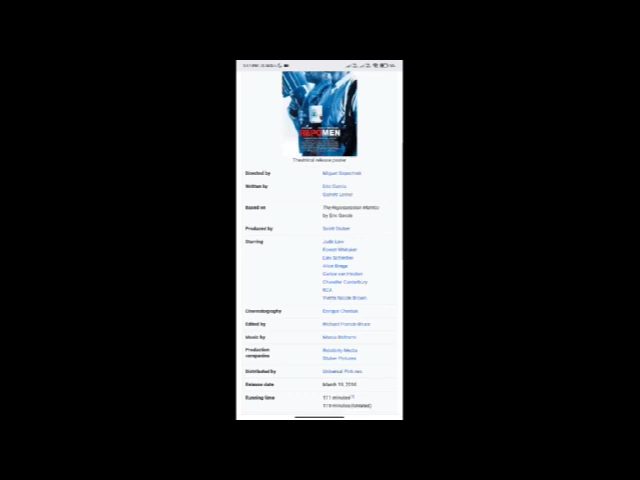 REPOMEN
Theatrical release poster
Directed by Miguel Sapochnik
Written by Eric Garcia
Garrett Lerner
Based on The Repossession Mambo
by Eric Garcia
Produced by Scott Stuber
Starring Jude Law
Forest Whitaker
Liev Schreiber
Alice Braga
Carice van Houten
Chandler Canterbury
RZA
Yvette Nicole Brown
Cinematography Enrique Chediak
Edited by Richard Francis-Bruce
Music by Marco Beltrami
Production companies Relativity Media
Stuber Pictures
Distributed by Universal Pictures
Release date March 19, 2010
Running time 111 minutes
119 minutes (Unrated)